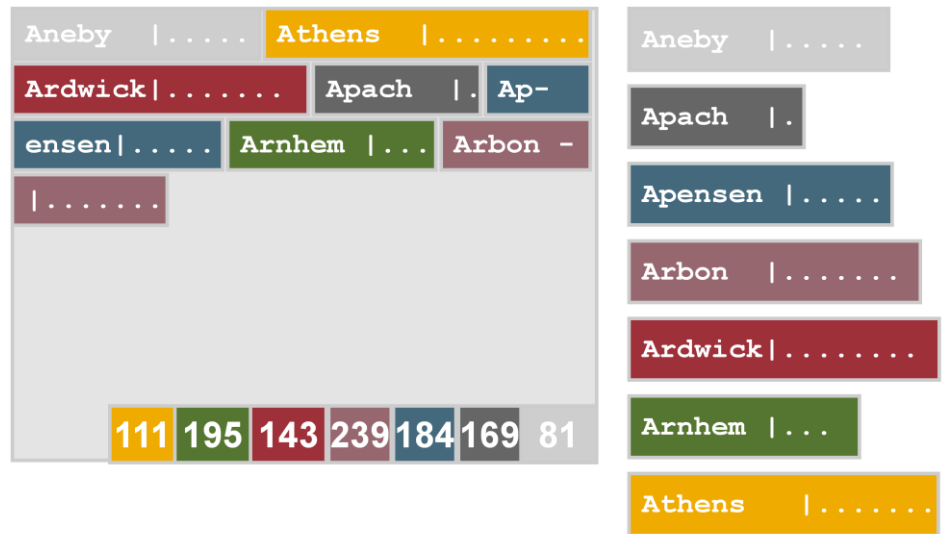 Aneby |..... Athens |.........
Ardwick|....... Apach |. Ap-
ensen|..... Arnhem |... Arbon -
|.......
111 195 143 239 184 169 81
Aneby |.....
Apach |.
Apensen |.....
Arbon |.......
Ardwick|........
Arnhem |...
Athens |.......